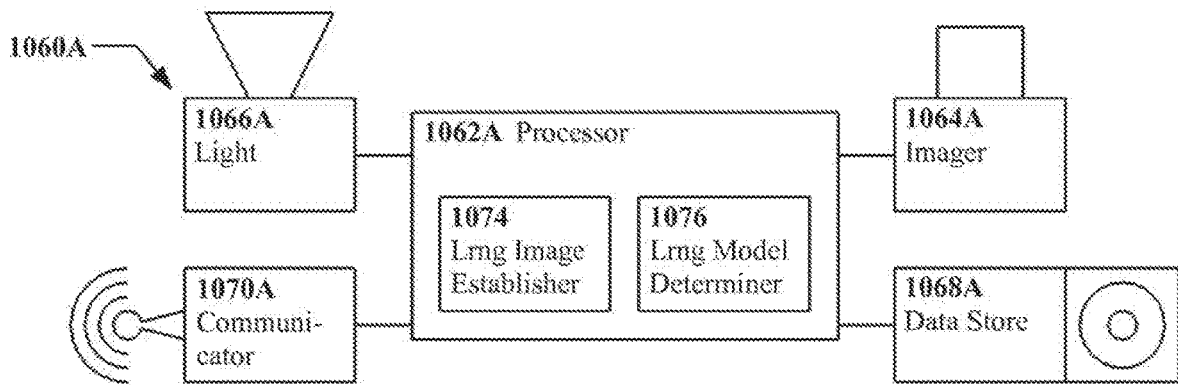 1060A
1066A
Light
1062A Processor
1064A
Imager
1074
Lrng Image
Establisher
1076
Lrng Model
Determiner
1070A
Communi-
cator
1068A
Data Store